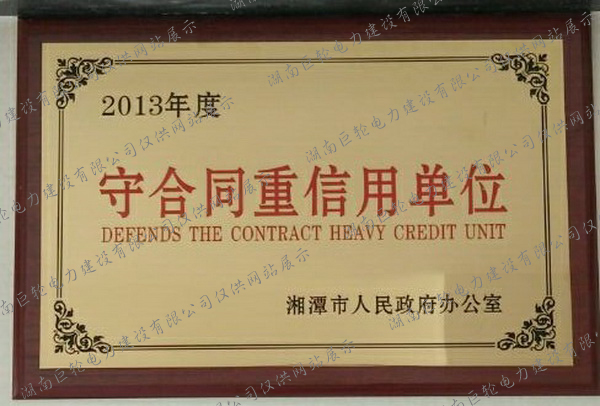 2013年度
守合同重信用单位
DEFENDS THE CONTRACT HEAVY CREDIT UNIT
湘潭市人民政府办公室
湖南巨轮电力建设有限公司仅供网站展示